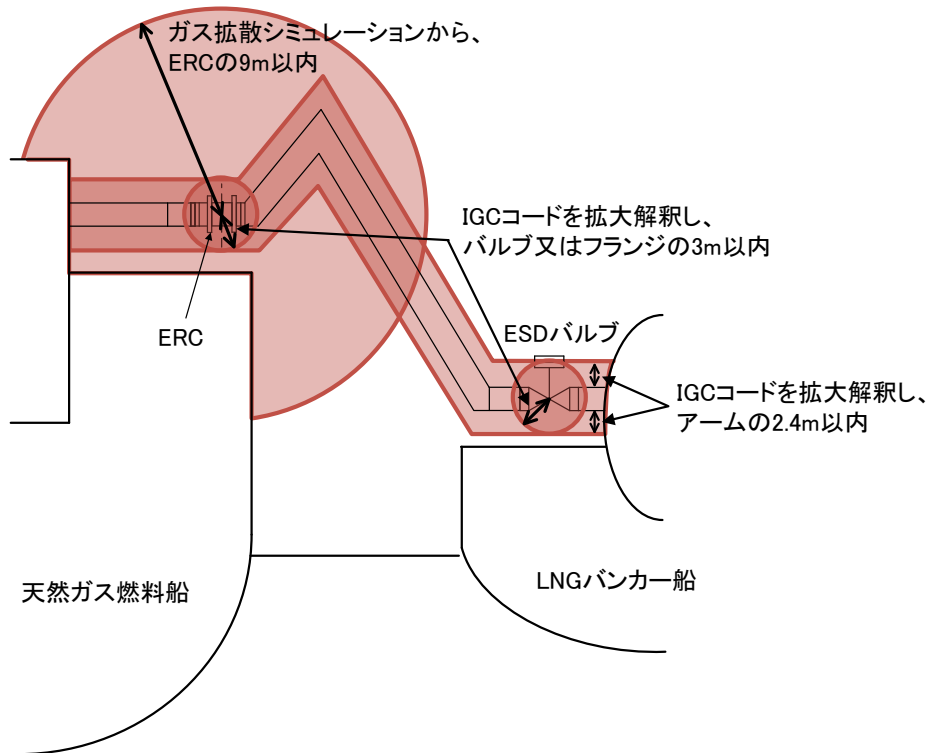 ガス拡散シミュレーションから、
ERCの9m以内
IGCコードを拡大解釈し、
バルブ又はフランジの3m以内
ERC
ESDバルブ
IGCコードを拡大解釈し、
アームの2.4m以内
天然ガス燃料船
LNGバンカー船